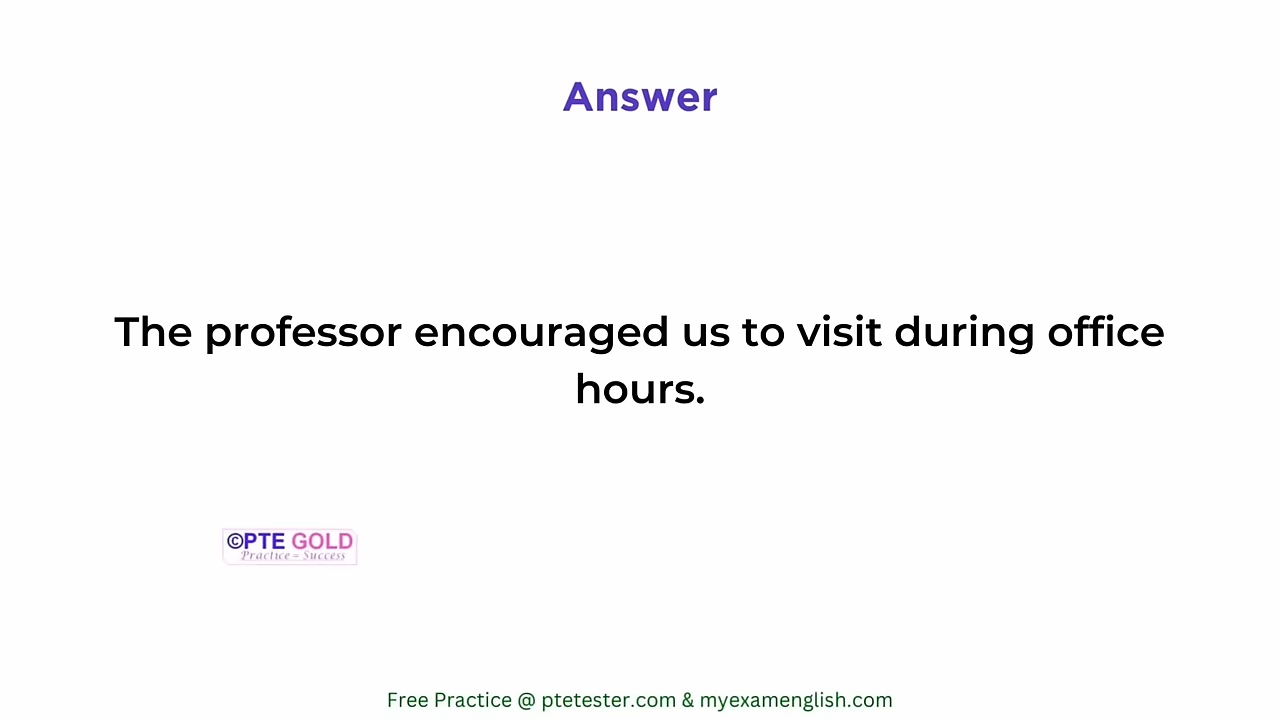 Answer
The professor encouraged us to visit during office
hours.
©PTE GOLD
Practice = Success
Free Practice @ ptetester.com & myexamenglish.com